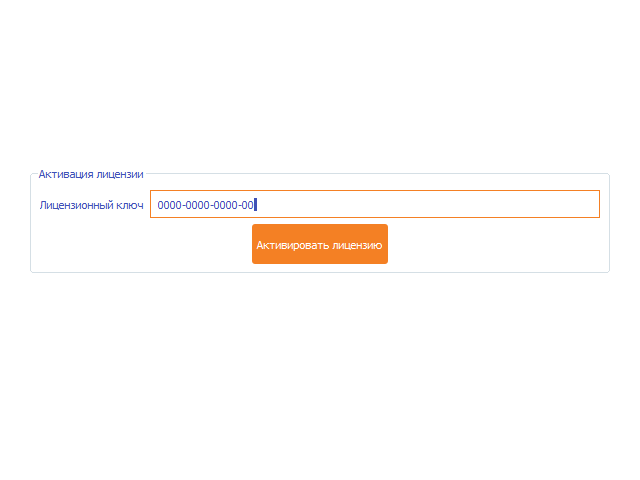 Активация лицензии
Лицензионный ключ 0000-0000-0000-00
Активировать лицензию